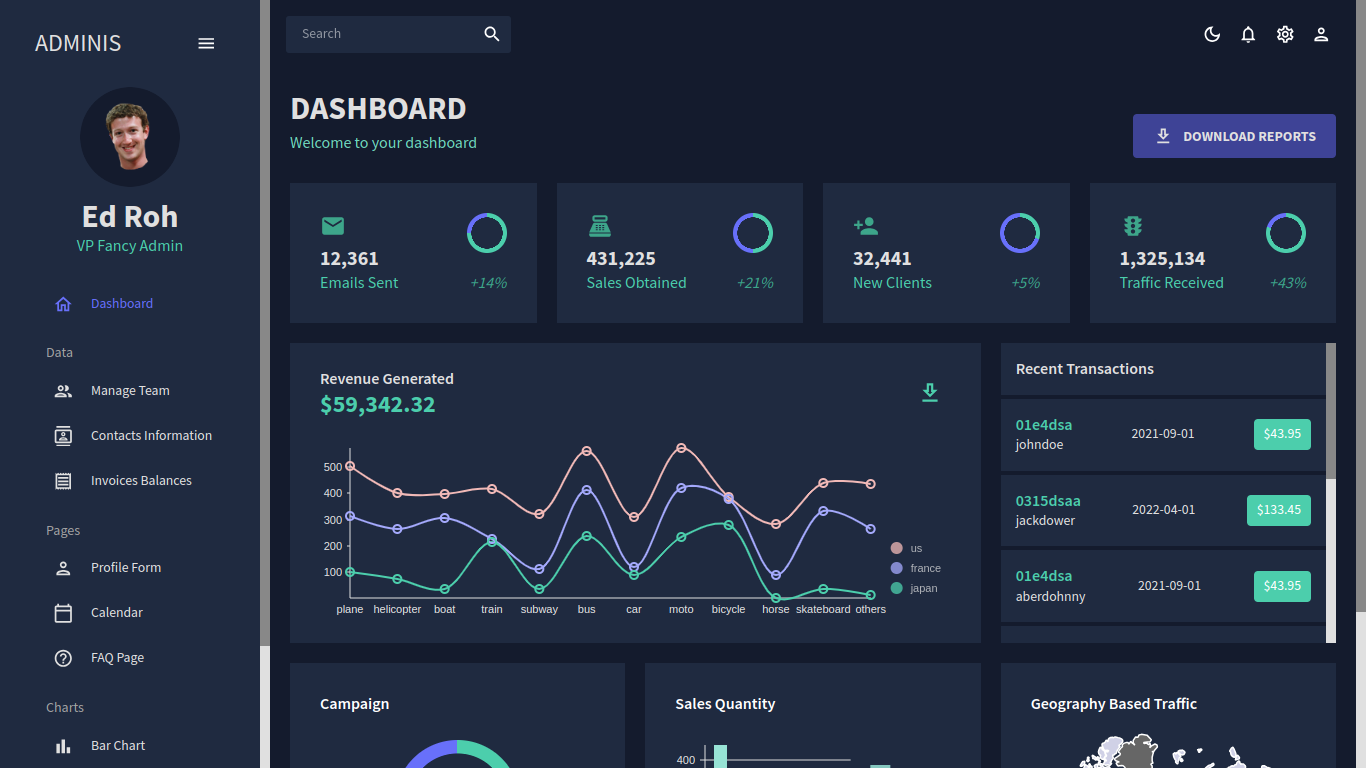 ADMINIS
Search
Ed Roh
VP Fancy Admin
Dashboard
Data
Manage Team
Contacts Information
Invoices Balances
Pages
Profile Form
Calendar
FAQ Page
Charts
Bar Chart
DASHBOARD
Welcome to your dashboard
DOWNLOAD REPORTS
12,361
Emails Sent +14%
431,225
Sales Obtained +21%
32,441
New Clients +5%
1,325,134
Traffic Received +43%
Revenue Generated
$59,342.32
500
400
300
200
100
plane helicopter boat train subway bus car moto bicycle horse skateboard others
us
france
japan
Recent Transactions
01e4dsa
johndoe
2021-09-01
$43.95
0315dsaa
jackdower
2022-04-01
$133.45
01e4dsa
aberdohnny
2021-09-01
$43.95
Campaign
Sales Quantity
400
Geography Based Traffic